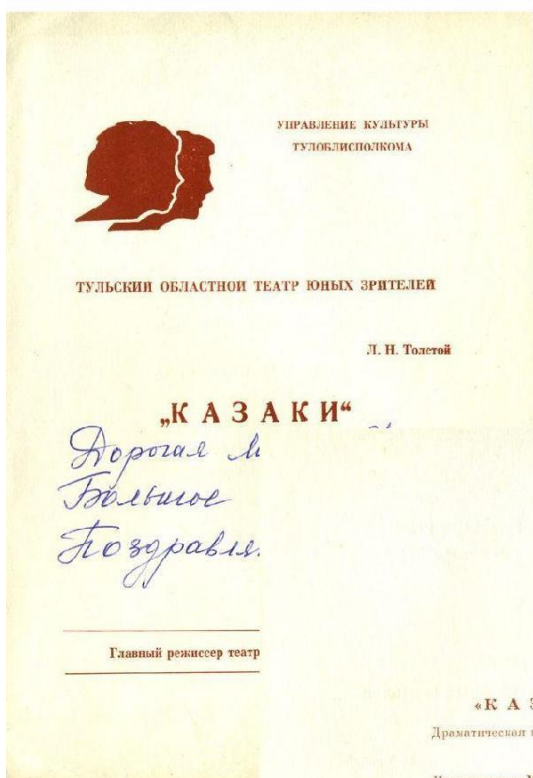 УПРАВЛЕНИЕ КУЛЬТУРЫ
ТУЛОБЛИСПОЛКОМА
ТУЛЬСКИЙ ОБЛАСТНОЙ ТЕАТР ЮНЫХ ЗРИТЕЛЕЙ
Л. Н. Толстой
„КАЗАКИ“
Дорогая М
Большое
Поздравля
Главный режиссер театр
«КАЗ
Драматическая